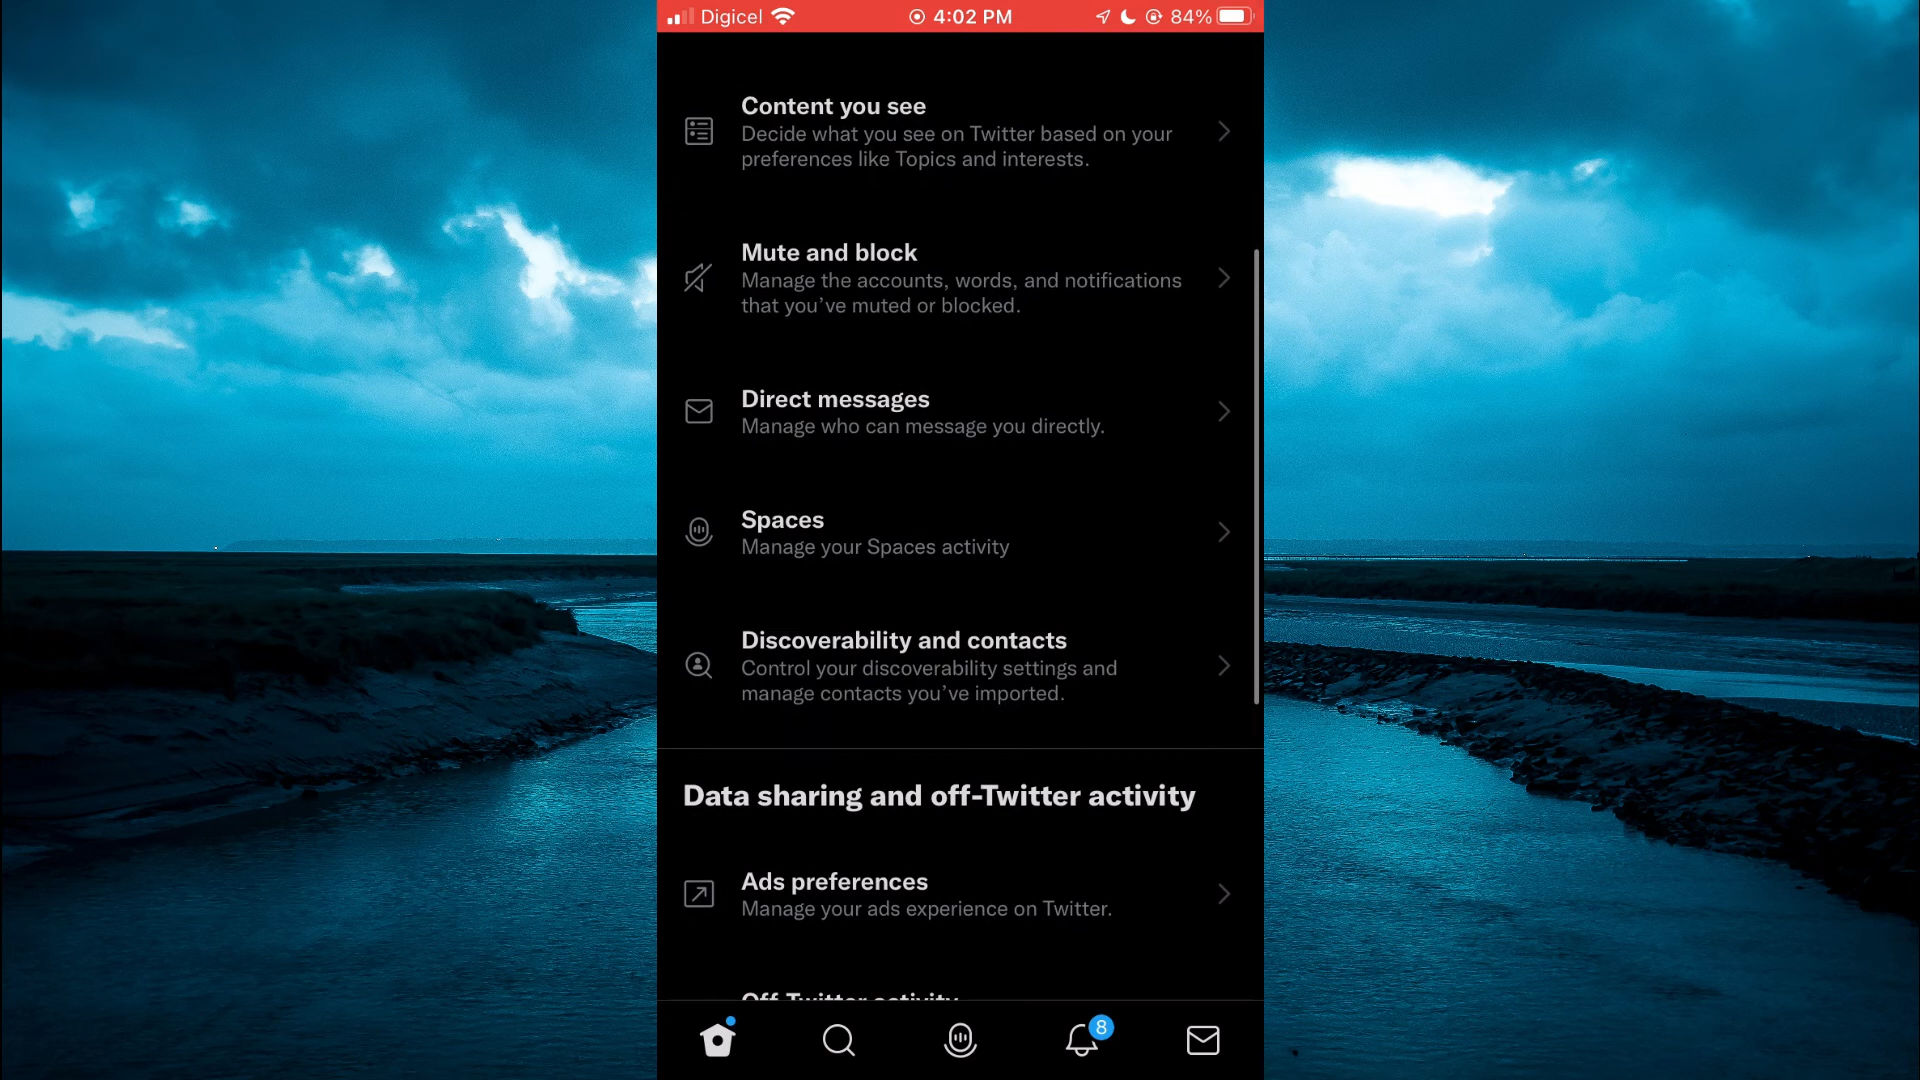 Digicel 4:02 PM 84%
Content you see
Decide what you see on Twitter based on your
preferences like Topics and interests.
Mute and block
Manage the accounts, words, and notifications
that you’ve muted or blocked.
Direct messages
Manage who can message you directly.
Spaces
Manage your Spaces activity
Discoverability and contacts
Control your discoverability settings and
manage contacts you’ve imported.
Data sharing and off-Twitter activity
Ads preferences
Manage your ads experience on Twitter.
Off-Twitter activity
8